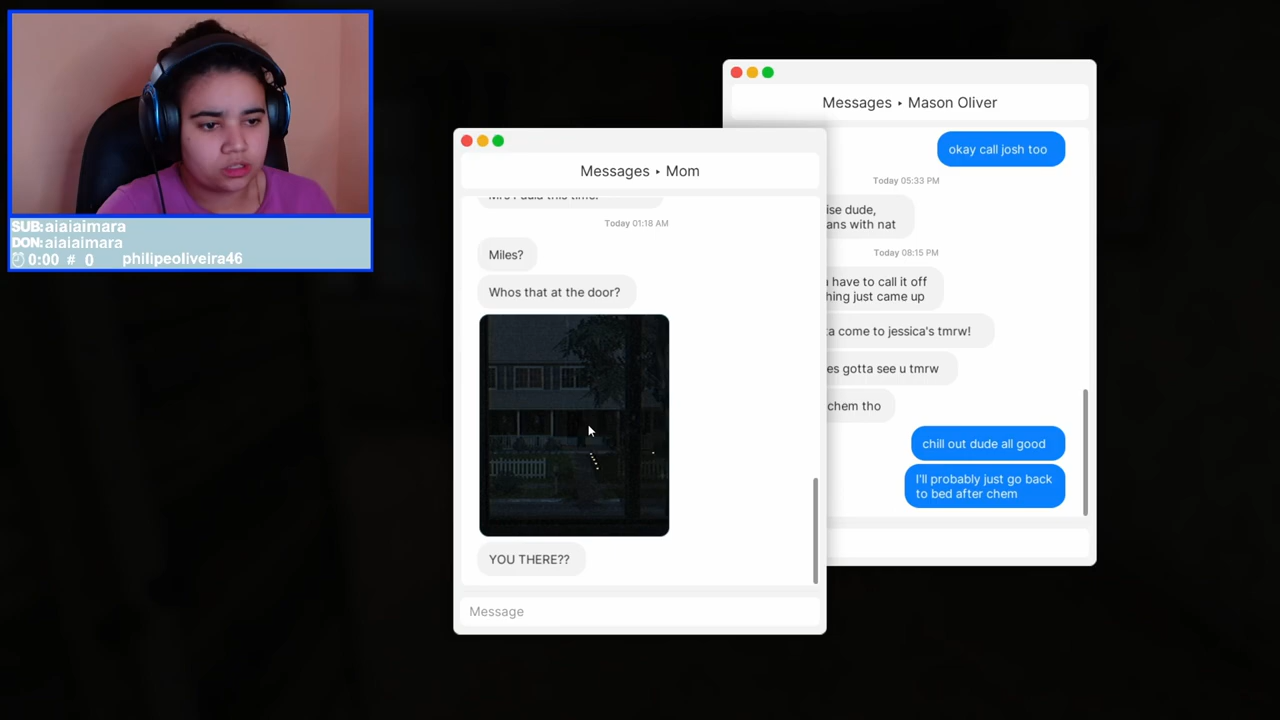 SUB: aiaiaimara
DON: aiaiaimara
0:00 # 0 philipeoliveira46
Messages ‣ Mason Oliver
okay call josh too
Today 05:33 PM
ise dude,
ans with nat
Today 08:15 PM
have to call it off
hing just came up
a come to jessica's tmrw!
es gotta see u tmrw
chem tho
chill out dude all good
I'll probably just go back
to bed after chem
Messages ‣ Mom
Mrs Paula this time.
Today 01:18 AM
Miles?
Whos that at the door?
YOU THERE??
Message